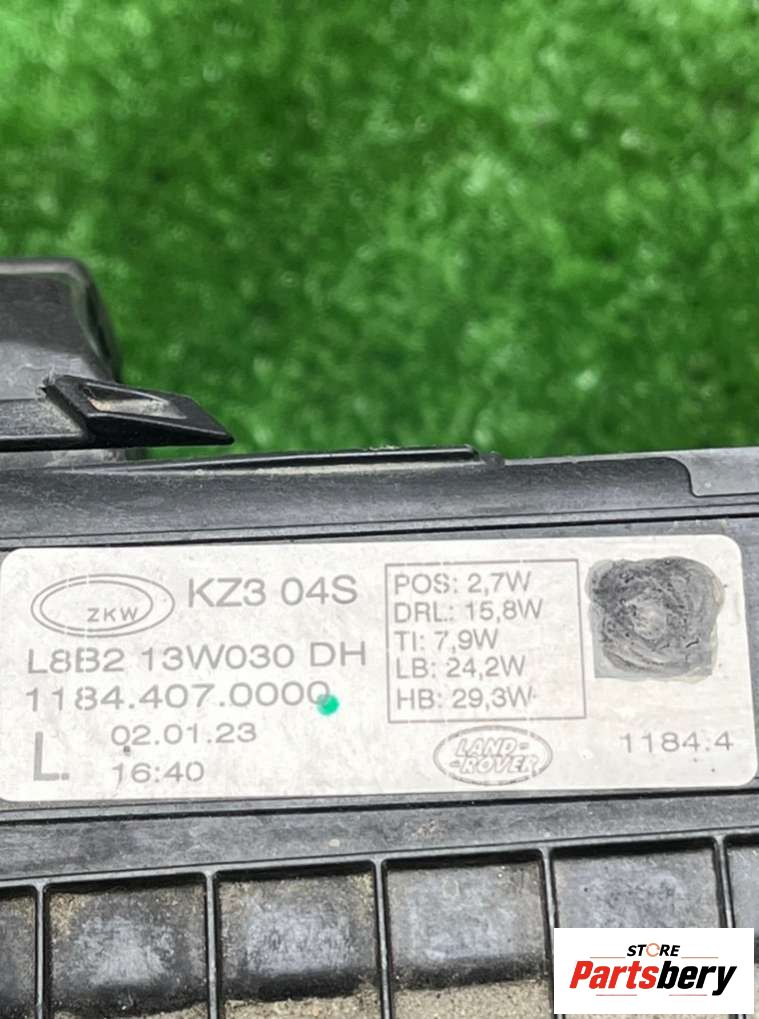 ZKW KZ3 04S
L8B2 13W030 DH
1184.407.0000
L. 02.01.23
16:40
POS: 2,7W
DRL: 15,8W
TI: 7,9W
LB: 24,2W
HB: 29,3W
LAND-
-ROVER
1184.4
STORE
Partsbery